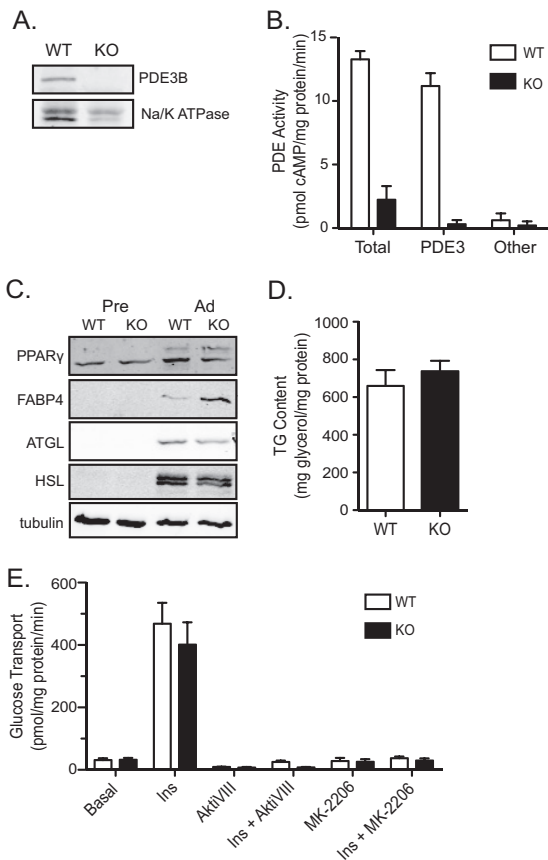 A.
WT KO
PDE3B
Na/K ATPase
B.
PDE Activity
(pmol cAMP/mg protein/min)
15
10
5
0
WT
KO
Total PDE3 Other
C.
Pre Ad
WT KO WT KO
PPARγ
FABP4
ATGL
HSL
tubulin
D.
TG Content
(mg glycerol/mg protein)
1000
800
600
400
200
0
WT KO
E.
Glucose Transport
(pmol/mg protein/min)
600
400
200
0
WT
KO
Basal
Ins
AktiVIII
Ins + AktiVIII
MK-2206
Ins + MK-2206